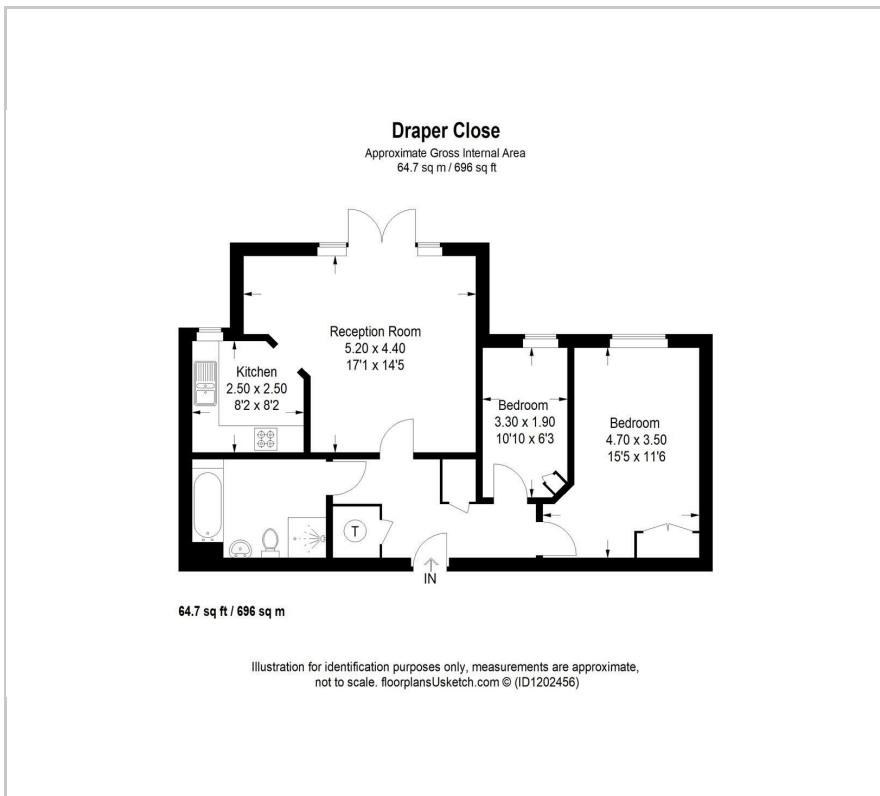 Draper Close
Approximate Gross Internal Area
64.7 sq m / 696 sq ft
Reception Room
5.20 x 4.40
17'1 x 14'5
Kitchen
2.50 x 2.50
8'2 x 8'2
Bedroom
3.30 x 1.90
10'10 x 6'3
Bedroom
4.70 x 3.50
15'5 x 11'6
T
IN
64.7 sq ft / 696 sq m
Illustration for identification purposes only, measurements are approximate,
not to scale. floorplansUsketch.com © (ID1202456)